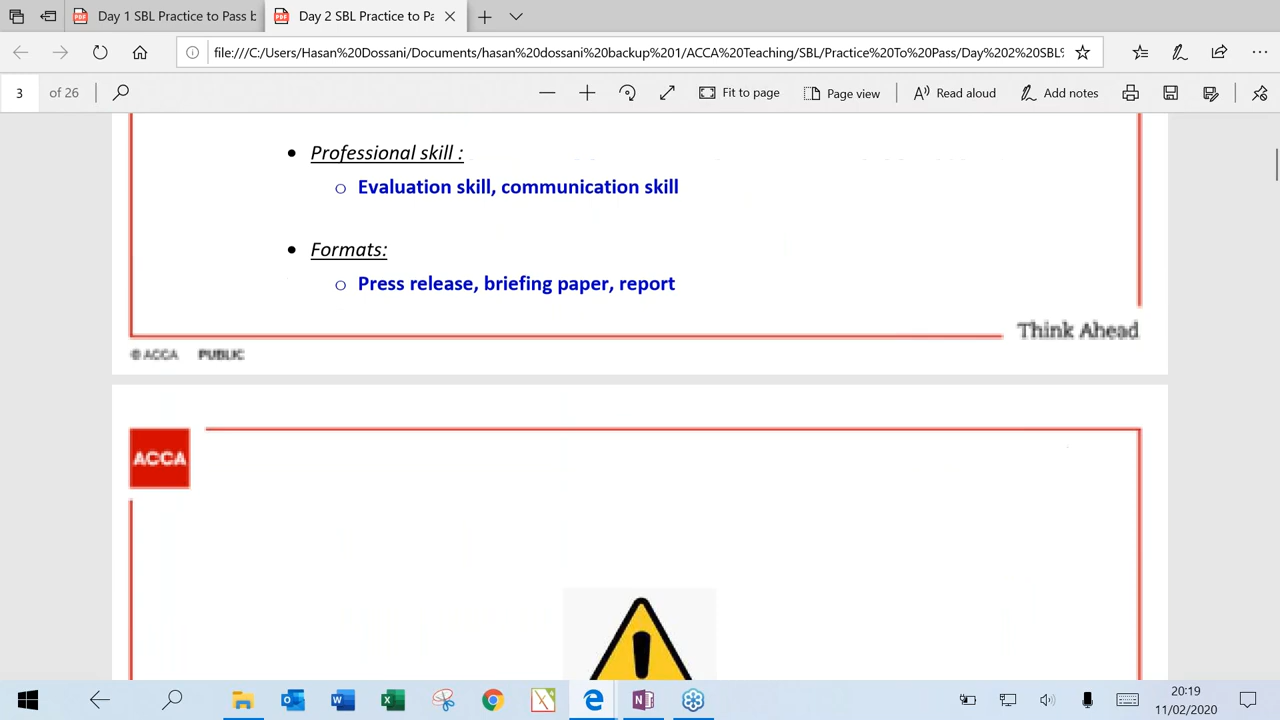 Day 1 SBL Practice to Pass b
Day 2 SBL Practice to Pa
file:///C:/Users/Hasan%20Dossani/Documents/hasan%20dossani%20backup%201/ACCA%20Teaching/SBL/Practice%20To%20Pass/Day%202%20SBL%
3 of 26
Fit to page
Page view
Read aloud
Add notes
• Professional skill :
o Evaluation skill, communication skill
• Formats:
o Press release, briefing paper, report
Think Ahead
© ACCA PUBLIC
ACCA
20:19
11/02/2020